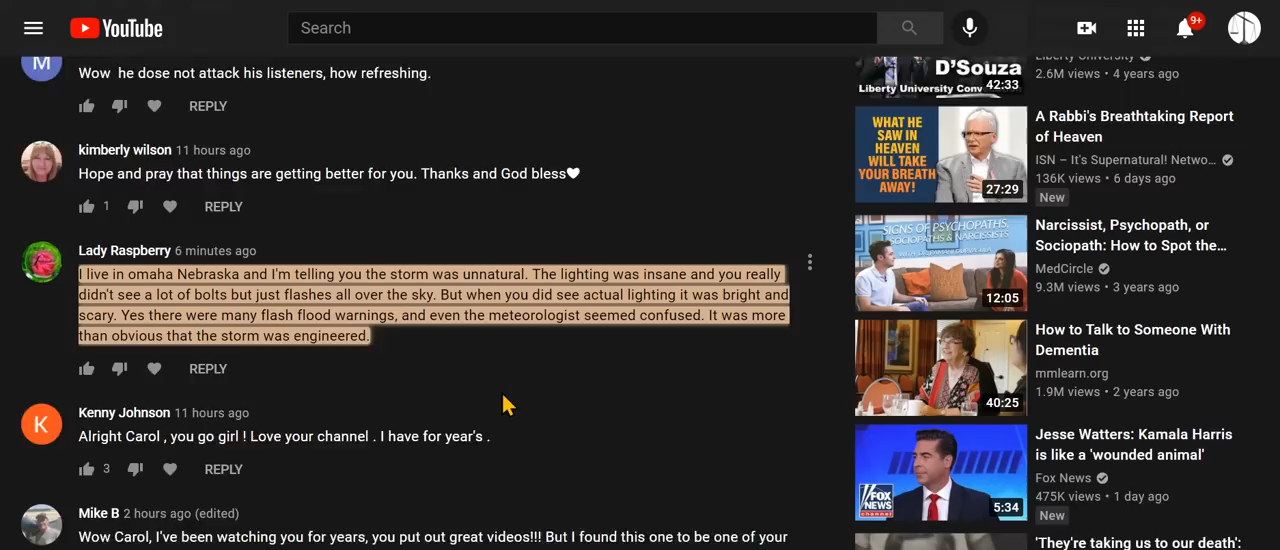 YouTube
Search
9+
M
Wow he dose not attack his listeners, how refreshing.
REPLY
kimberly wilson 11 hours ago
Hope and pray that things are getting better for you. Thanks and God bless♥
1 REPLY
Lady Raspberry 6 minutes ago
I live in omaha Nebraska and I'm telling you the storm was unnatural. The lighting was insane and you really
didn't see a lot of bolts but just flashes all over the sky. But when you did see actual lighting it was bright and
scary. Yes there were many flash flood warnings, and even the meteorologist seemed confused. It was more
than obvious that the storm was engineered.
REPLY
K
Kenny Johnson 11 hours ago
Alright Carol , you go girl ! Love your channel . I have for year's .
3 REPLY
Mike B 2 hours ago (edited)
Wow Carol, I've been watching you for years, you put out great videos!!! But I found this one to be one of your
D'SOUZA
Liberty University Conv
42:33
Liberty University
2.6M views • 4 years ago
WHAT HE
SAW IN
HEAVEN
WILL TAKE
YOUR BREATH
AWAY!
27:29
A Rabbi's Breathtaking Report
of Heaven
ISN – It's Supernatural! Netwo...
136K views • 6 days ago
New
SIGNS OF PSYCHOPATHS,
SOCIOPATHS & NARCISSISTS
12:05
Narcissist, Psychopath, or
Sociopath: How to Spot the...
MedCircle
9.3M views • 3 years ago
40:25
How to Talk to Someone With
Dementia
mmlearn.org
1.9M views • 2 years ago
FOX
NEWS
channel
5:34
Jesse Watters: Kamala Harris
is like a 'wounded animal'
Fox News
475K views • 1 day ago
New
'They're taking us to our death':